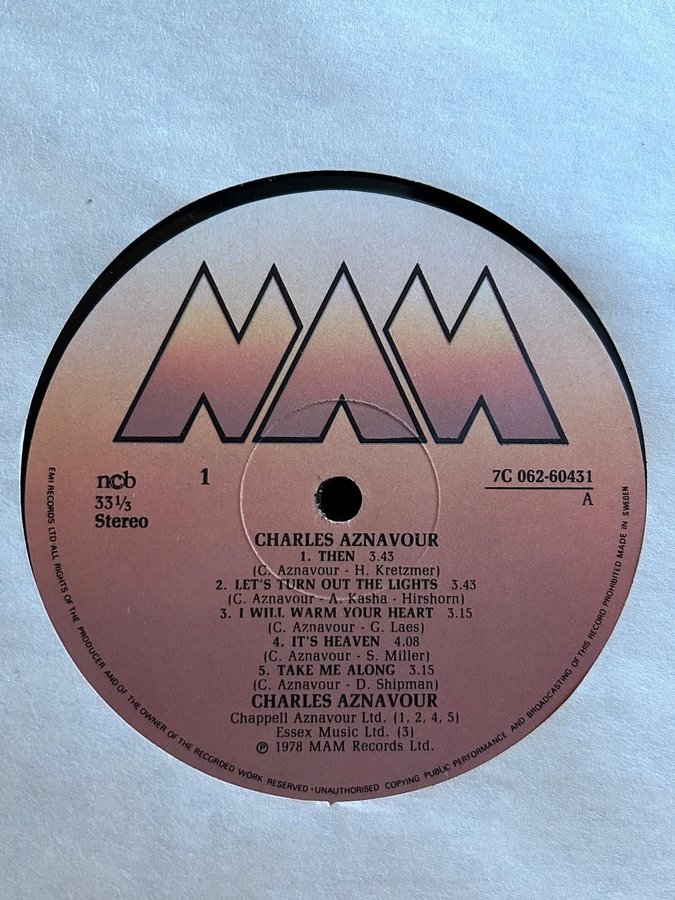 MAM
ncb
33⅓
Stereo
1
7C 062-60431
A
CHARLES AZNAVOUR
1. THEN 3.43
(C. Aznavour - H. Kretzmer)
2. LET'S TURN OUT THE LIGHTS 3.43
(C. Aznavour - A. Kasha - Hirshorn)
3. I WILL WARM YOUR HEART 3.15
(C. Aznavour - G. Laes)
4. IT'S HEAVEN 4.08
(C. Aznavour - S. Miller)
5. TAKE ME ALONG 3.15
(C. Aznavour - D. Shipman)
CHARLES AZNAVOUR
Chappell Aznavour Ltd. (1, 2, 4, 5)
Essex Music Ltd. (3)
℗ 1978 MAM Records Ltd.
EMI RECORDS LTD·ALL RIGHTS OF THE PRODUCER AND OF THE OWNER OF THE RECORDED WORK RESERVED·UNAUTHORISED COPYING PUBLIC PERFORMANCE AND BROADCASTING OF THIS RECORD PROHIBITED MADE IN SWEDEN